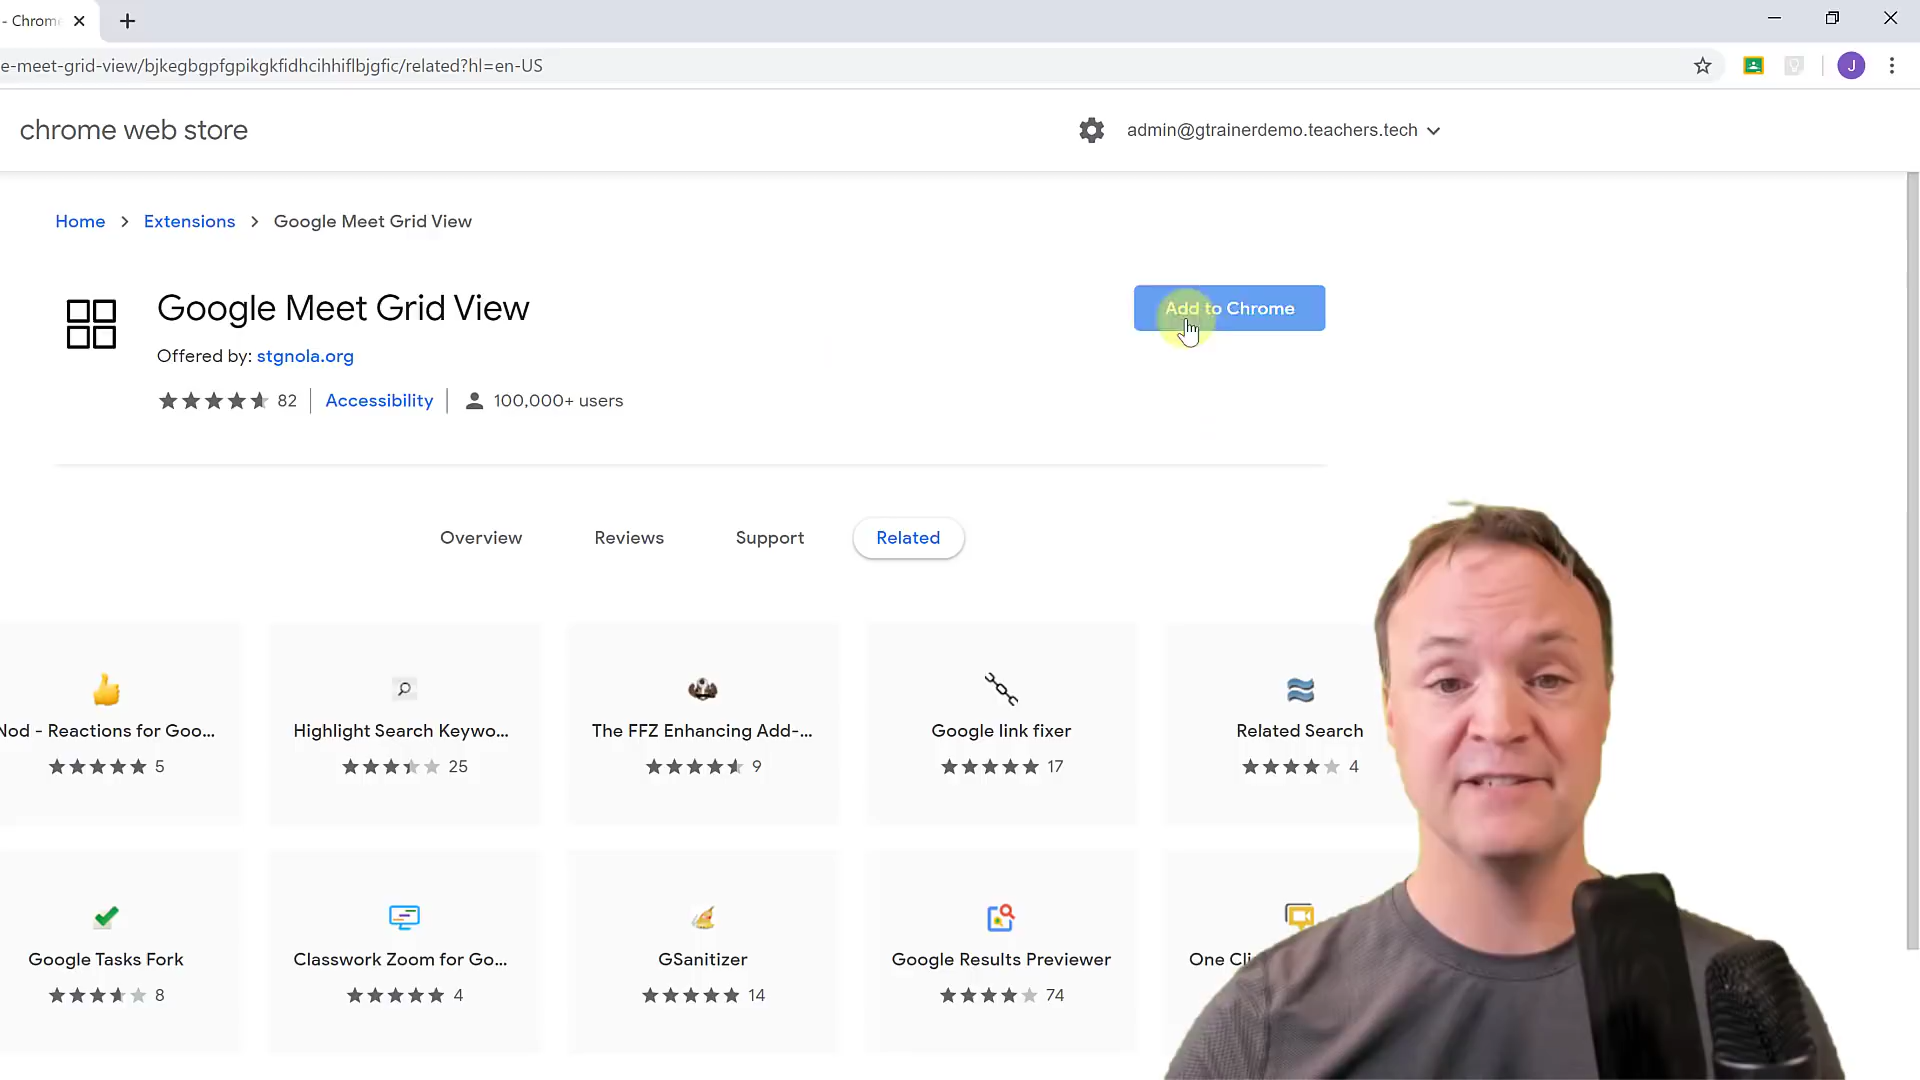 - Chrom
e-meet-grid-view/bjkegbgpfgpikgkfidhcihhiflbjgfic/related?hl=en-US
J
chrome web store
admin@gtrainerdemo.teachers.tech
Home > Extensions > Google Meet Grid View
Google Meet Grid View
Add to Chrome
Offered by: stgnola.org
82 | Accessibility | 100,000+ users
Overview Reviews Support Related
Nod - Reactions for Goo... Highlight Search Keywo... The FFZ Enhancing Add-... Google link fixer Related Search
5 25 9 17 4
Google Tasks Fork Classwork Zoom for Go... GSanitizer Google Results Previewer One Cli
8 4 14 74